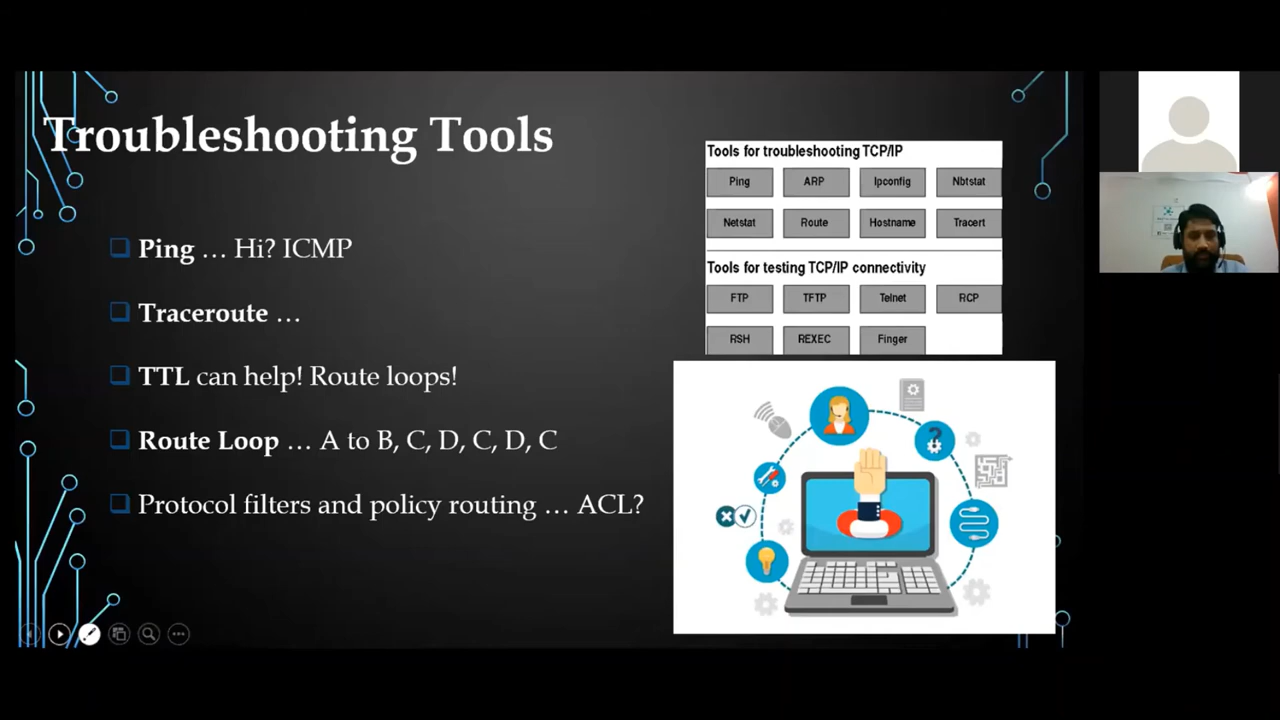 Troubleshooting Tools
Ping … Hi? ICMP
Traceroute …
TTL can help! Route loops!
Route Loop … A to B, C, D, C, D, C
Protocol filters and policy routing … ACL?
Tools for troubleshooting TCP/IP
Ping ARP Ipconfig Nbtstat
Netstat Route Hostname Tracert
Tools for testing TCP/IP connectivity
FTP TFTP Telnet RCP
RSH REXEC Finger